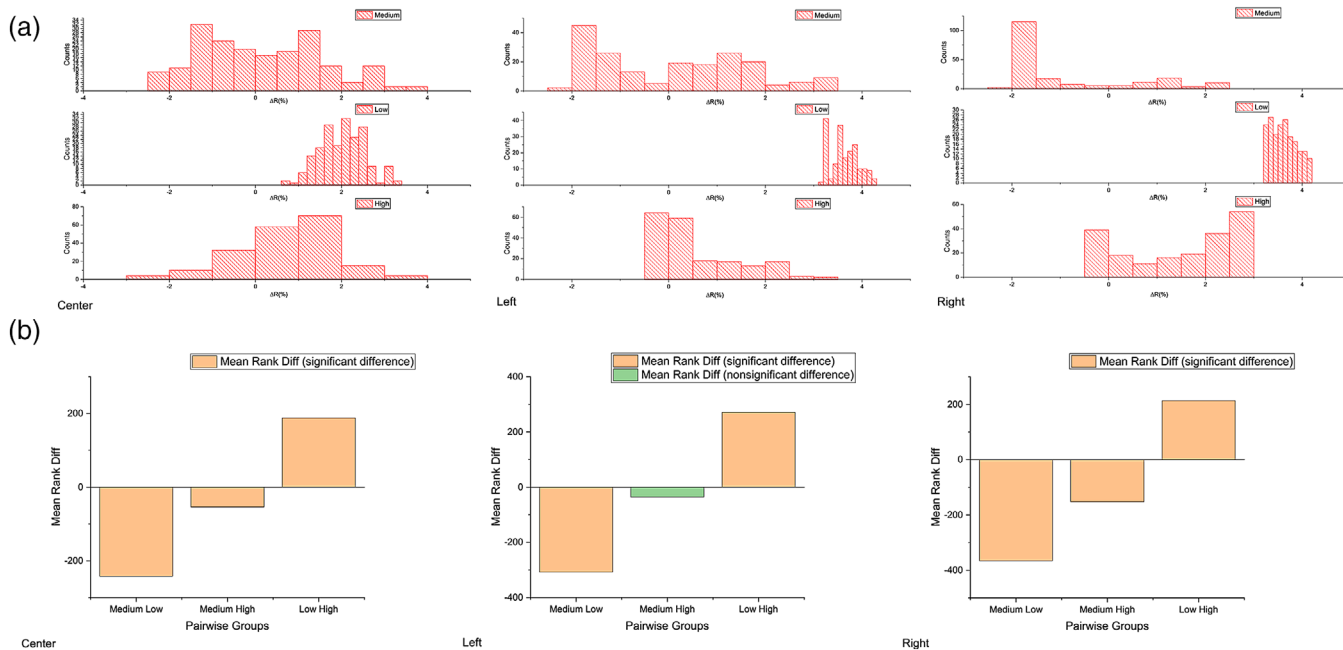 (a)
Medium
Counts
-4
-2
0
2
4
ΔR(%)
Low
Counts
-4
-2
0
2
4
ΔR(%)
High
80
60
40
20
0
Counts
-4
-2
0
2
4
ΔR(%)
Center
Medium
40
20
0
Counts
-2
0
2
4
ΔR(%)
Low
40
20
0
Counts
-2
0
2
4
ΔR(%)
High
60
40
20
0
Counts
-2
0
2
4
ΔR(%)
Left
Medium
100
50
0
Counts
-2
0
2
4
ΔR(%)
Low
Counts
-2
0
2
4
ΔR(%)
High
60
40
20
0
Counts
-2
0
2
4
ΔR(%)
Right
(b)
Mean Rank Diff (significant difference)
200
0
-200
Mean Rank Diff
Medium Low Medium High Low High
Pairwise Groups
Center
Mean Rank Diff (significant difference)
Mean Rank Diff (nonsignificant difference)
400
200
0
-200
-400
Mean Rank Diff
Medium Low Medium High Low High
Pairwise Groups
Left
Mean Rank Diff (significant difference)
200
0
-200
-400
Mean Rank Diff
Medium Low Medium High Low High
Pairwise Groups
Right